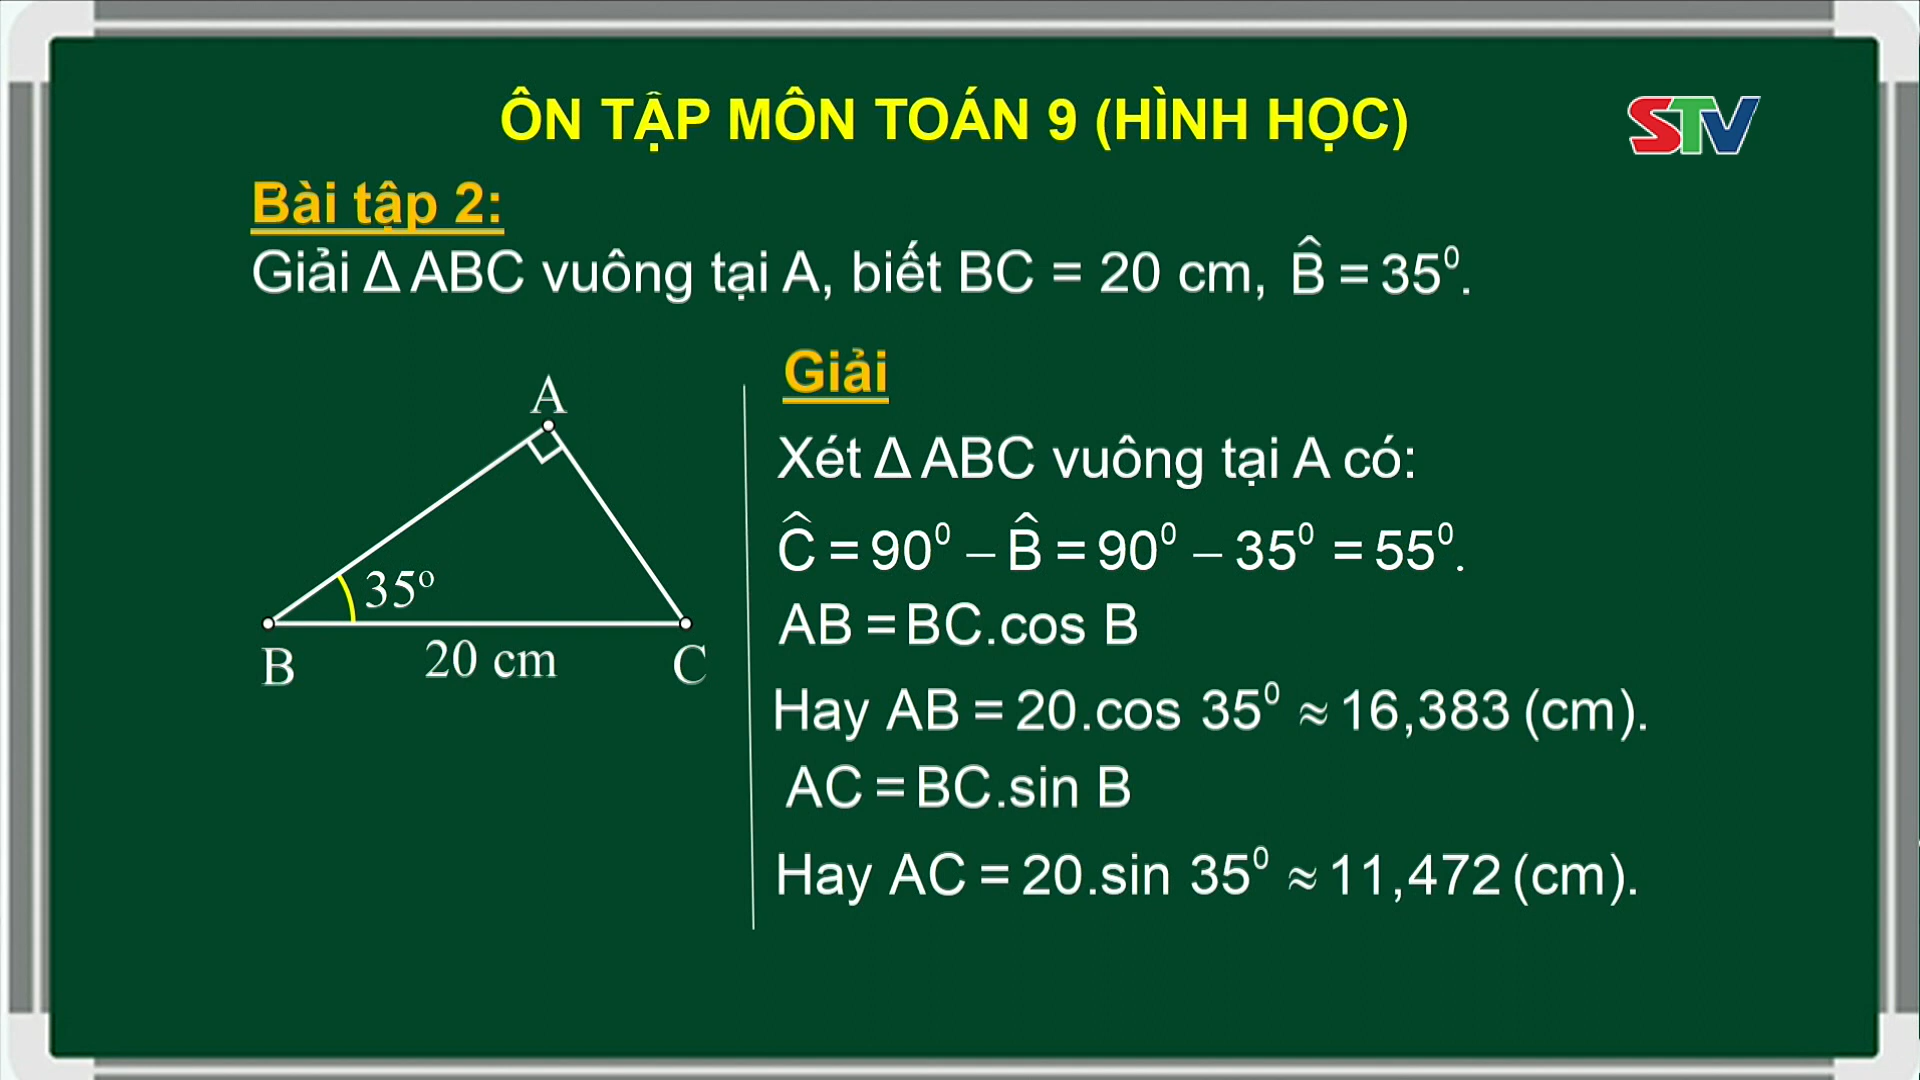 ÔN TẬP MÔN TOÁN 9 (HÌNH HỌC)
STV
Bài tập 2:
Giải Δ ABC vuông tại A, biết BC = 20 cm, B̂ = 35⁰.
Giải
A
Xét Δ ABC vuông tại A có:
Ĉ = 90⁰ – B̂ = 90⁰ – 35⁰ = 55⁰.
35º
AB = BC.cos B
B
20 cm
C
Hay AB = 20.cos 35⁰ ≈ 16,383 (cm).
AC = BC.sin B
Hay AC = 20.sin 35⁰ ≈ 11,472 (cm).